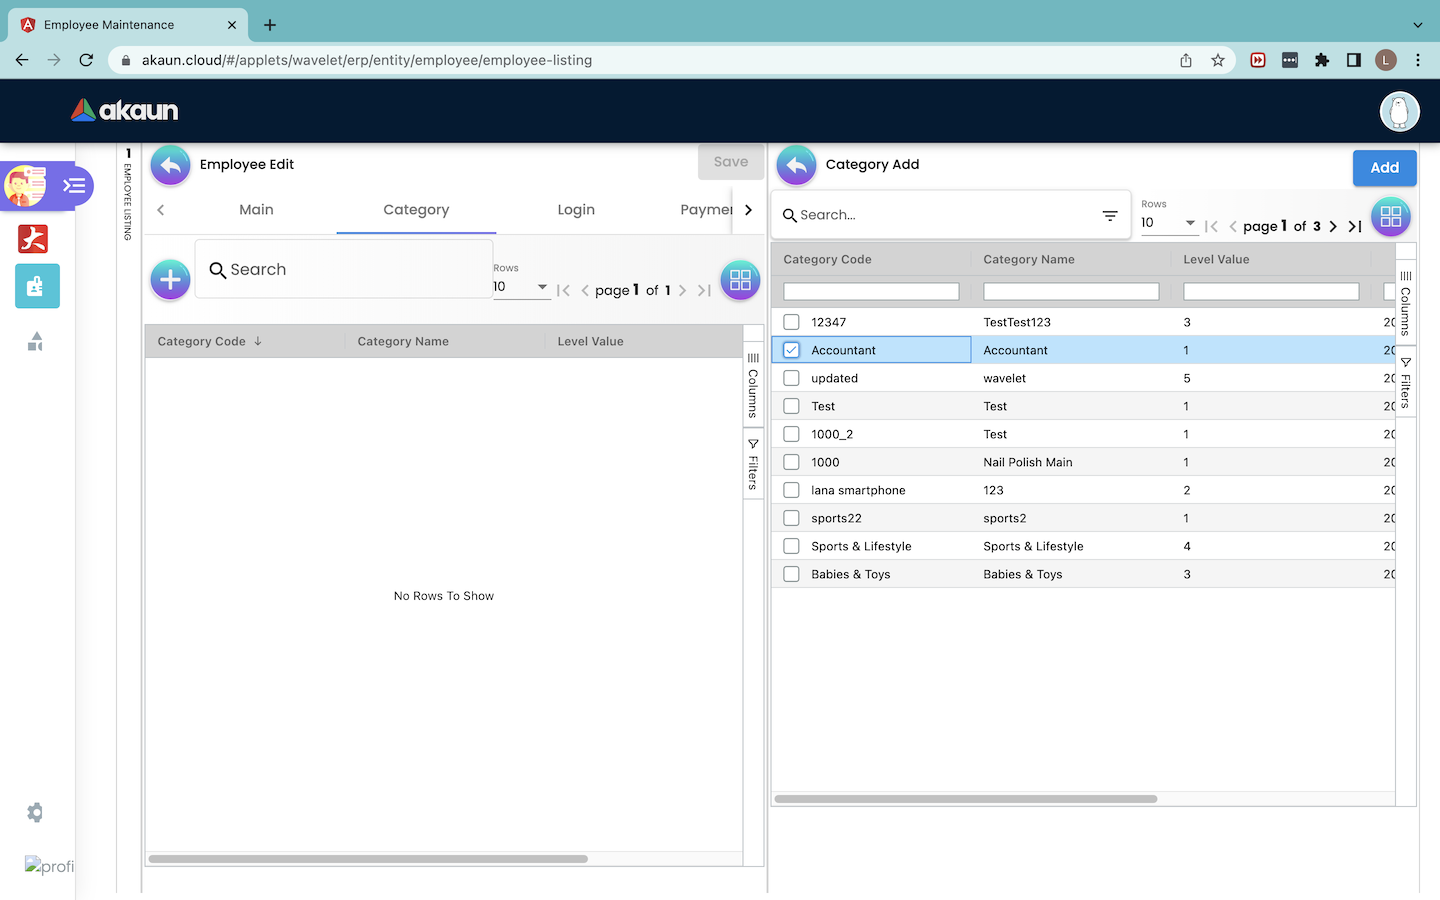 Employee Maintenance
akaun.cloud/#/applets/wavelet/erp/entity/employee/employee-listing
L
akaun
1
EMPLOYEE LISTING
Employee Edit
Save
Main
Category
Login
Paymer
Search
Rows
10
page 1 of 1
Category Code
Category Name
Level Value
Columns
Filters
No Rows To Show
Category Add
Add
Search...
Rows
10
page 1 of 3
Category Code Category Name Level Value
12347 TestTest123 3 20
Accountant Accountant 1 20
updated wavelet 5 20
Test Test 1 20
1000_2 Test 1 20
1000 Nail Polish Main 1 20
lana smartphone 123 2 20
sports22 sports2 1 20
Sports & Lifestyle Sports & Lifestyle 4 20
Babies & Toys Babies & Toys 3 20
Columns
Filters
profi